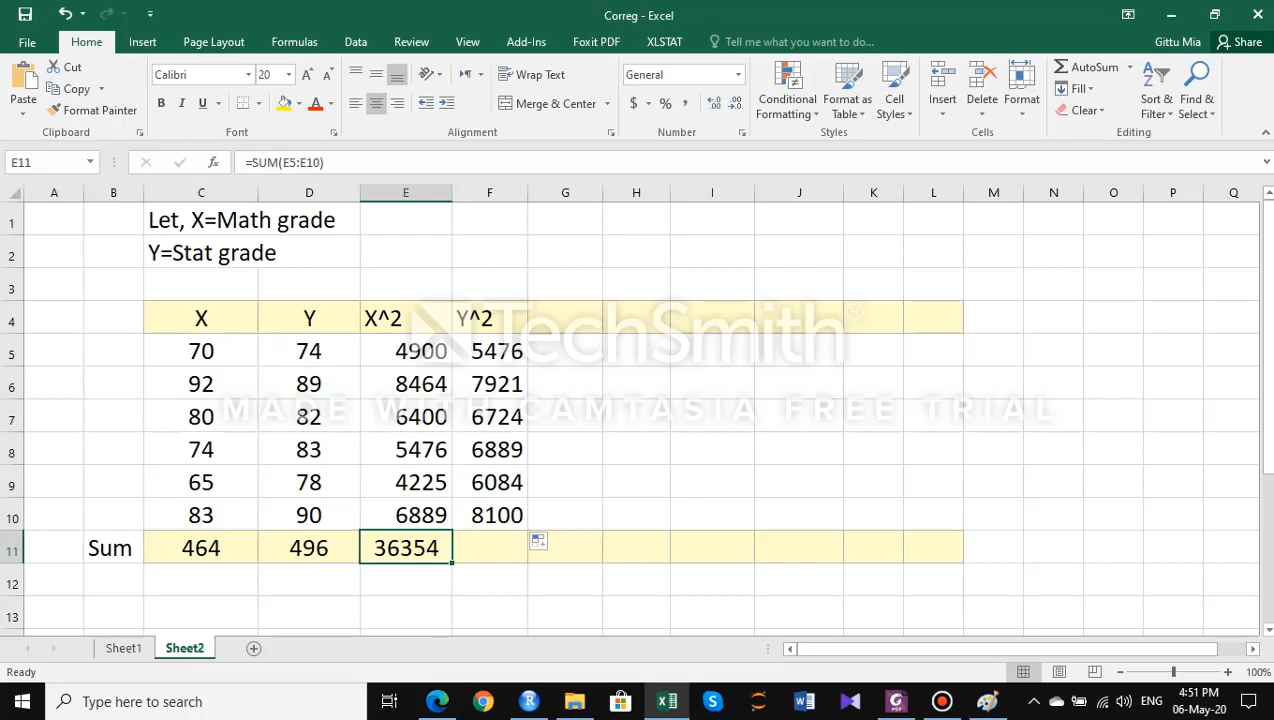 Correg - Excel
File Home Insert Page Layout Formulas Data Review View Add-Ins Foxit PDF XLSTAT Tell me what you want to do... Gittu Mia Share
Paste
Cut
Copy
Format Painter
Clipboard
Calibri 20
B I U A
Font
Wrap Text
Merge & Center
Alignment
General
$ % ,
Number
Conditional Formatting
Format as Table
Cell Styles
Styles
Insert Delete Format
Cells
AutoSum
Fill
Clear
Sort & Filter
Find & Select
Editing
E11 fx =SUM(E5:E10)
A B C D E F G H I J K L M N O P Q
1 Let, X=Math grade
2 Y=Stat grade
3
4 X Y X^2 Y^2
5 70 74 4900 5476
6 92 89 8464 7921
7 80 82 6400 6724
8 74 83 5476 6889
9 65 78 4225 6084
10 83 90 6889 8100
11 Sum 464 496 36354
12
13
TechSmith®
MADE WITH CAMTASIA FREE TRIAL
Sheet1 Sheet2
Ready 100%
Type here to search
ENG
4:51 PM
06-May-20